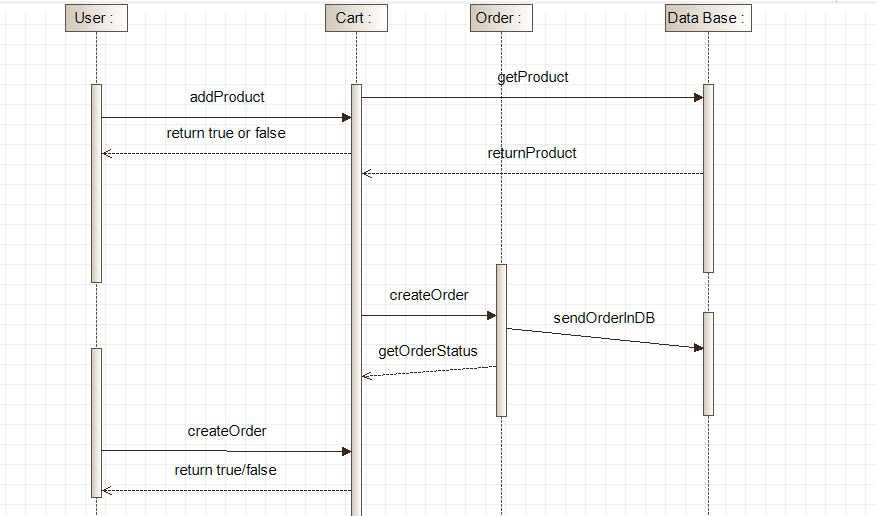 User :
Cart :
Order :
Data Base :
getProduct
addProduct
return true or false
returnProduct
createOrder
sendOrderInDB
getOrderStatus
createOrder
return true/false